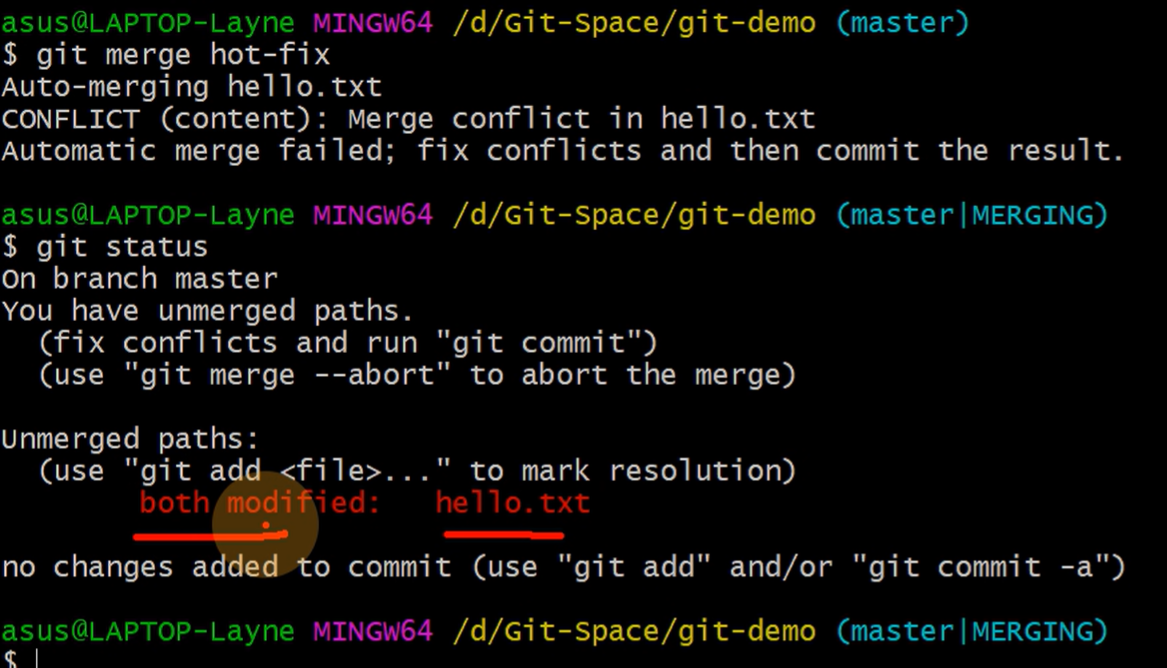 asus@LAPTOP-Layne MINGW64 /d/Git-Space/git-demo (master)
$ git merge hot-fix
Auto-merging hello.txt
CONFLICT (content): Merge conflict in hello.txt
Automatic merge failed; fix conflicts and then commit the result.
asus@LAPTOP-Layne MINGW64 /d/Git-Space/git-demo (master|MERGING)
$ git status
On branch master
You have unmerged paths.
  (fix conflicts and run "git commit")
  (use "git merge --abort" to abort the merge)
Unmerged paths:
  (use "git add <file>..." to mark resolution)
        both modified:   hello.txt
no changes added to commit (use "git add" and/or "git commit -a")
asus@LAPTOP-Layne MINGW64 /d/Git-Space/git-demo (master|MERGING)
$